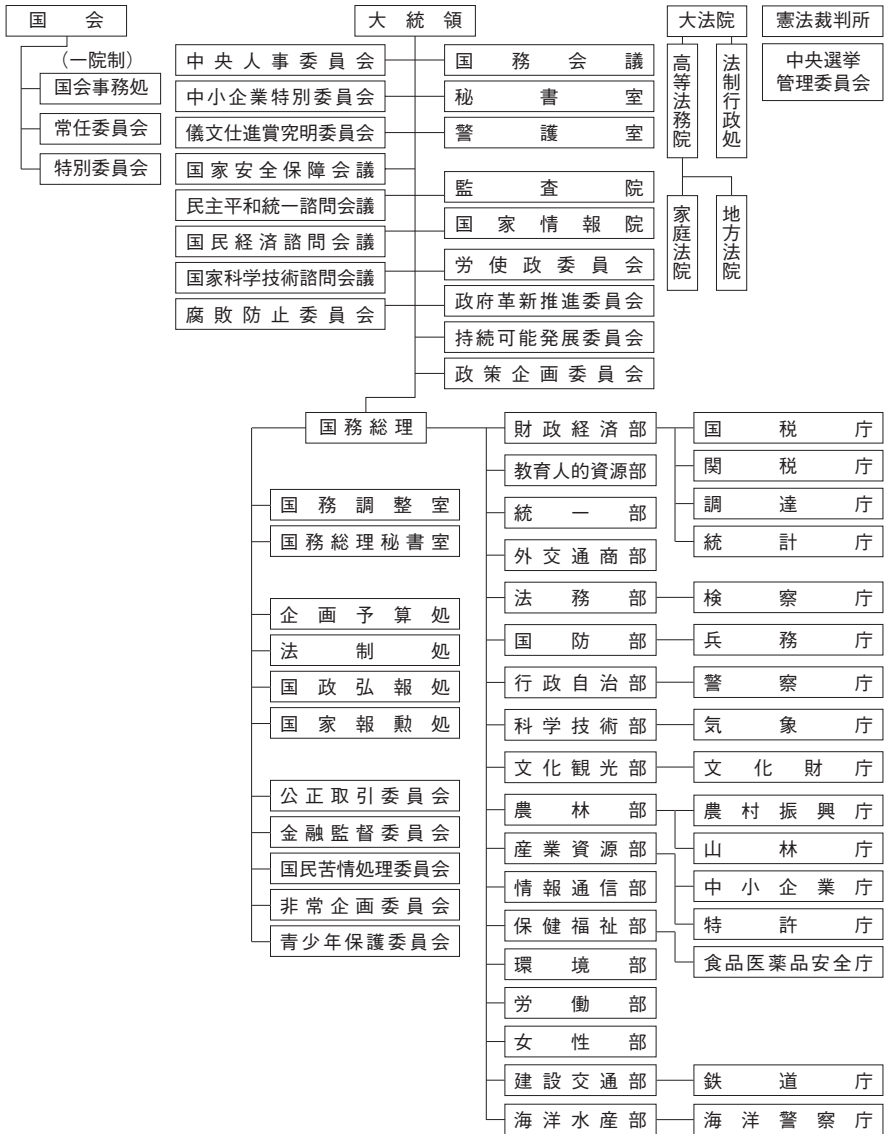 国会
(一院制)
国会事務処
常任委員会
特別委員会
大統領
中央人事委員会
中小企業特別委員会
儀文仕進賞究明委員会
国家安全保障会議
民主平和統一諮問会議
国民経済諮問会議
国家科学技術諮問会議
腐敗防止委員会
国務会議
秘書室
警護室
監査院
国家情報院
労使政委員会
政府革新推進委員会
持続可能発展委員会
政策企画委員会
大法院
高等法務院
法制行政処
家庭法院
地方法院
憲法裁判所
中央選挙
管理委員会
国務総理
国務調整室
国務総理秘書室
企画予算処
法制処
国政弘報処
国家報勲処
公正取引委員会
金融監督委員会
国民苦情処理委員会
非常企画委員会
青少年保護委員会
財政経済部
教育人的資源部
統一部
外交通商部
法務部
国防部
行政自治部
科学技術部
文化観光部
農林部
産業資源部
情報通信部
保健福祉部
環境部
労働部
女性部
建設交通部
海洋水産部
国税庁
関税庁
調達庁
統計庁
検察庁
兵務庁
警察庁
気象庁
文化財庁
農村振興庁
山林庁
中小企業庁
特許庁
食品医薬品安全庁
鉄道庁
海洋警察庁